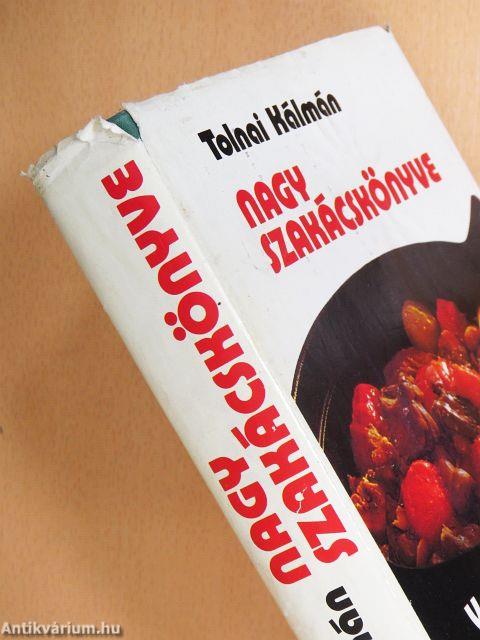 Tolnai Kálmán
NAGY
SZAKÁCSKÖNYVE
NAGY
SZAKÁCSKÖNYVE
Antikvárium.hu